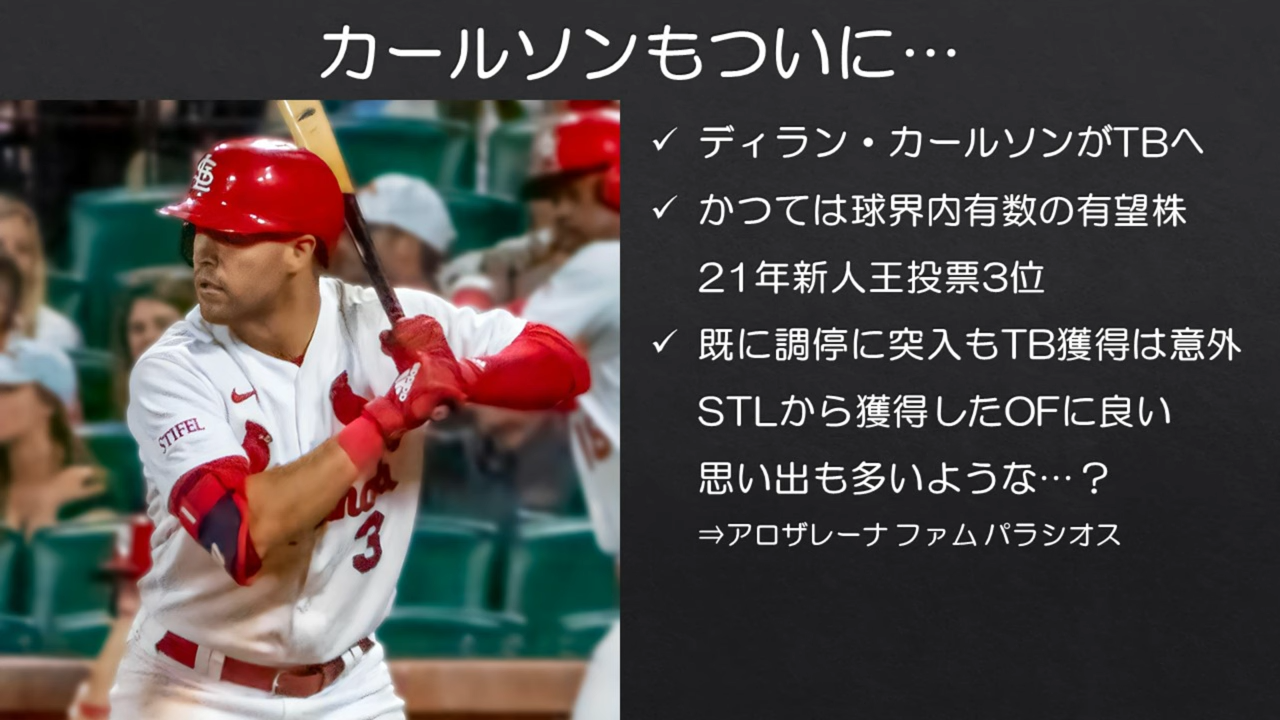 カールソンもついに…
✓ ディラン・カールソンがTBへ
✓ かつては球界内有数の有望株
21年新人王投票3位
✓ 既に調停に突入もTB獲得は意外
STLから獲得したOFに良い
思い出も多いような…？
⇒アロザレーナ ファム パラシオス
STL
STIFEL
3